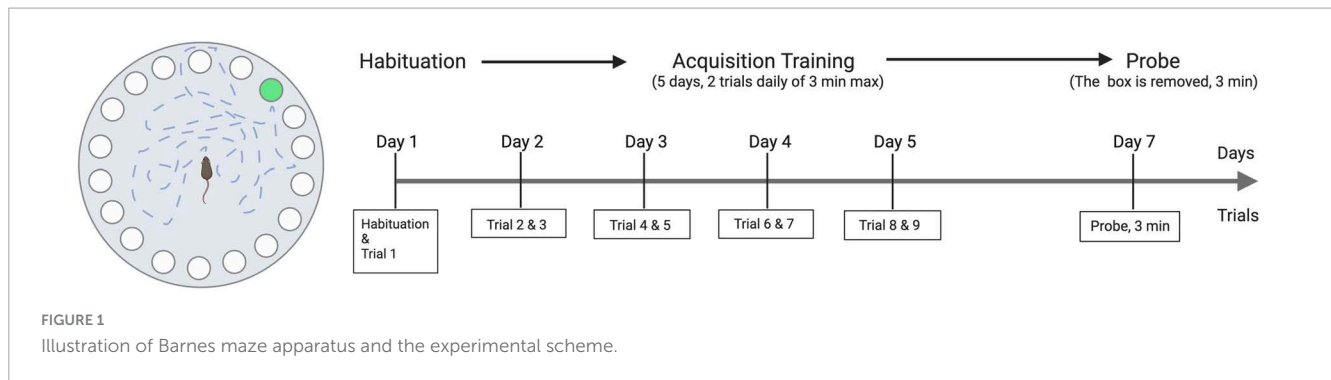 Habituation
Acquisition Training
(5 days, 2 trials daily of 3 min max)
Probe
(The box is removed, 3 min)
Day 1
Day 2
Day 3
Day 4
Day 5
Day 7
Days
Habituation
&
Trial 1
Trial 2 & 3
Trial 4 & 5
Trial 6 & 7
Trial 8 & 9
Probe, 3 min
Trials
FIGURE 1
Illustration of Barnes maze apparatus and the experimental scheme.